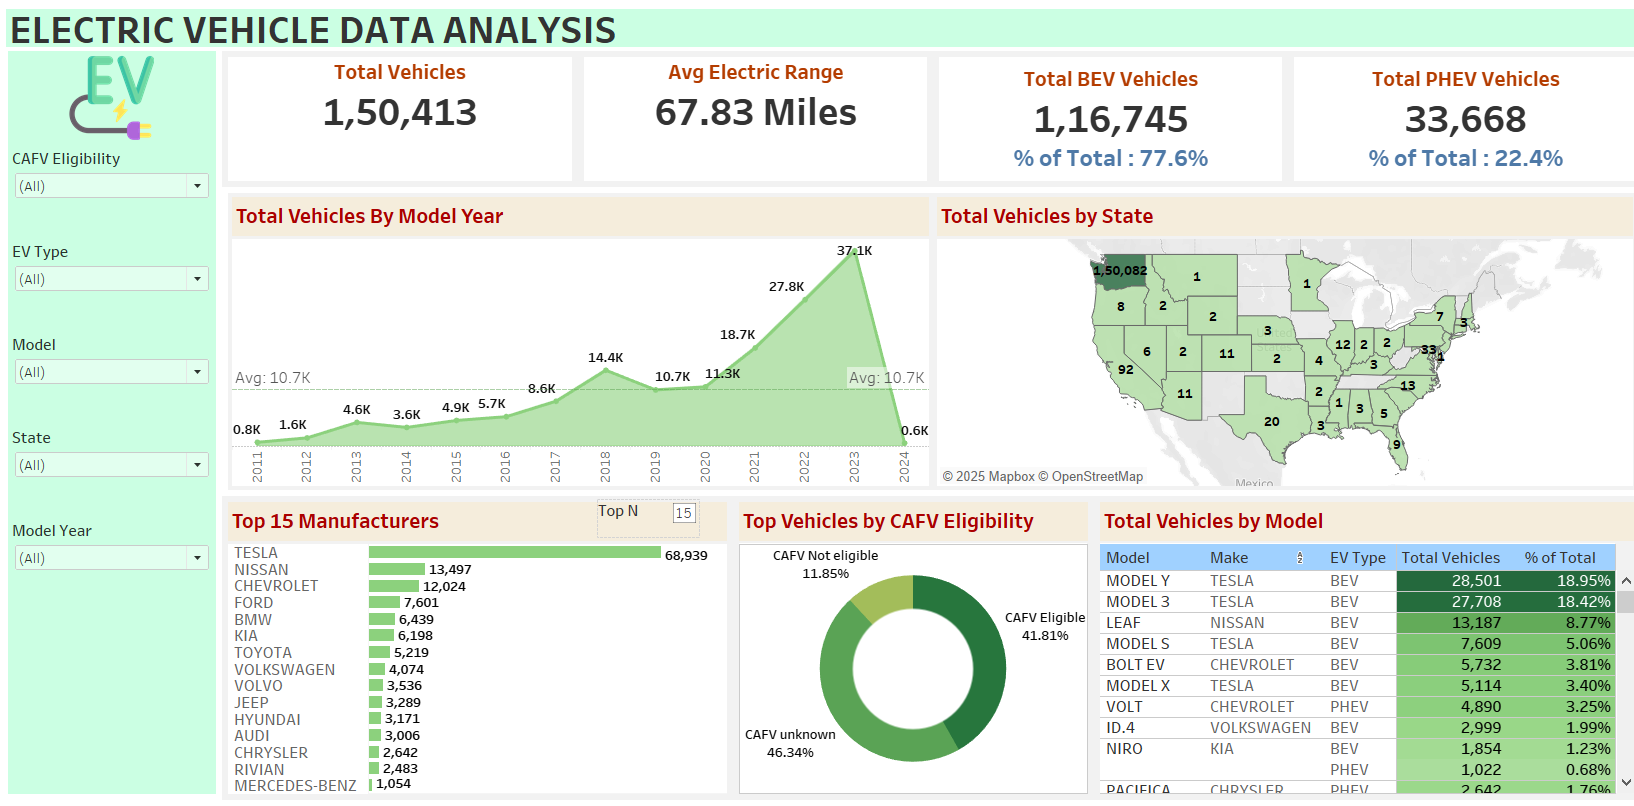 ELECTRIC VEHICLE DATA ANALYSIS
EV
CAFV Eligibility
(All)
EV Type
(All)
Model
(All)
State
(All)
Model Year
(All)
Total Vehicles
1,50,413
Avg Electric Range
67.83 Miles
Total BEV Vehicles
1,16,745
% of Total : 77.6%
Total PHEV Vehicles
33,668
% of Total : 22.4%
Total Vehicles By Model Year
37.1K
27.8K
18.7K
14.4K
Avg: 10.7K
10.7K
11.3K
Avg: 10.7K
8.6K
0.8K
1.6K
4.6K
3.6K
4.9K
5.7K
0.6K
2011
2012
2013
2014
2015
2016
2017
2018
2019
2020
2021
2022
2023
2024
Total Vehicles by State
1,50,082
1
1
8
2
2
3
7
3
6
2
11
2
4
12
2
2
33
1
92
3
11
2
13
20
3
1
3
5
9
© 2025 Mapbox © OpenStreetMap
Mexico
Top 15 Manufacturers
Top N
15
TESLA 68,939
NISSAN 13,497
CHEVROLET 12,024
FORD 7,601
BMW 6,439
KIA 6,198
TOYOTA 5,219
VOLKSWAGEN 4,074
VOLVO 3,536
JEEP 3,289
HYUNDAI 3,171
AUDI 3,006
CHRYSLER 2,642
RIVIAN 2,483
MERCEDES-BENZ 1,054
Top Vehicles by CAFV Eligibility
CAFV Not eligible
11.85%
CAFV Eligible
41.81%
CAFV unknown
46.34%
Total Vehicles by Model
Model Make EV Type Total Vehicles % of Total
MODEL Y TESLA BEV 28,501 18.95%
MODEL 3 TESLA BEV 27,708 18.42%
LEAF NISSAN BEV 13,187 8.77%
MODEL S TESLA BEV 7,609 5.06%
BOLT EV CHEVROLET BEV 5,732 3.81%
MODEL X TESLA BEV 5,114 3.40%
VOLT CHEVROLET PHEV 4,890 3.25%
ID.4 VOLKSWAGEN BEV 2,999 1.99%
NIRO KIA BEV 1,854 1.23%
PHEV 1,022 0.68%
PACIFICA CHRYSLER PHEV 2,642 1.76%